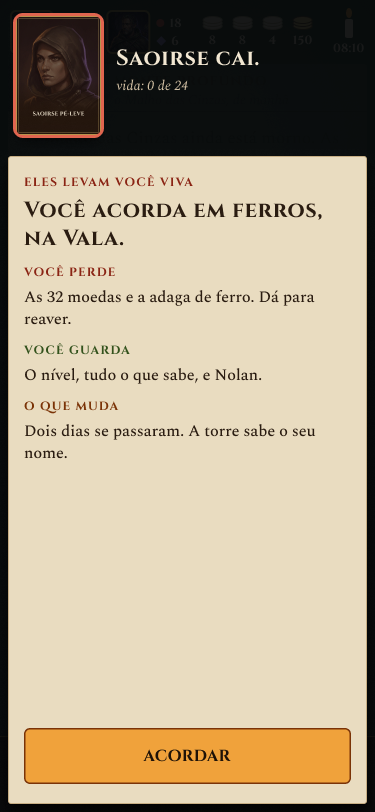 18
6
8
8
4
150
08:10
SAOIRSE CAI.
vida: 0 de 24
SAOIRSE PÉ-LEVE
ELES LEVAM VOCÊ VIVA
VOCÊ ACORDA EM FERROS,
NA VALA.
VOCÊ PERDE
As 32 moedas e a adaga de ferro. Dá para
reaver.
VOCÊ GUARDA
O nível, tudo o que sabe, e Nolan.
O QUE MUDA
Dois dias se passaram. A torre sabe o seu
nome.
ACORDAR